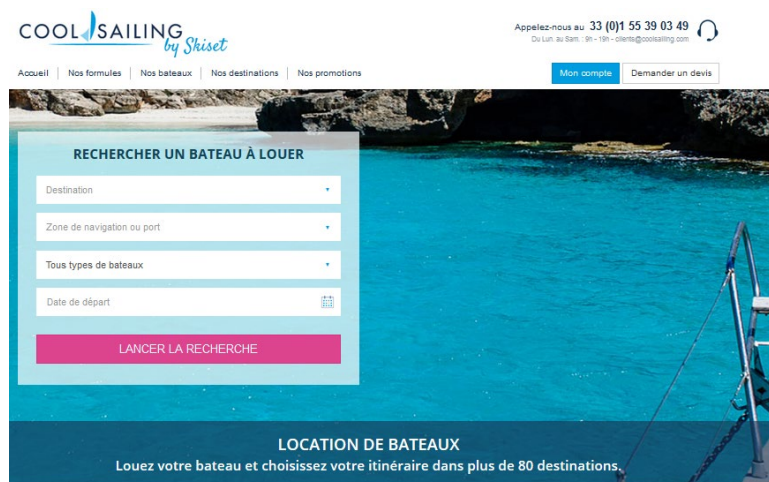 COOL SAILING
by Skiset
Appelez-nous au 33 (0)1 55 39 03 49
Du Lun au Sam : 9h - 19h - clients@coolsailing.com
Accueil Nos formules Nos bateaux Nos destinations Nos promotions
Mon compte Demander un devis
RECHERCHER UN BATEAU À LOUER
Destination
Zone de navigation ou port
Tous types de bateaux
Date de départ
LANCER LA RECHERCHE
LOCATION DE BATEAUX
Louez votre bateau et choisissez votre itinéraire dans plus de 80 destinations.